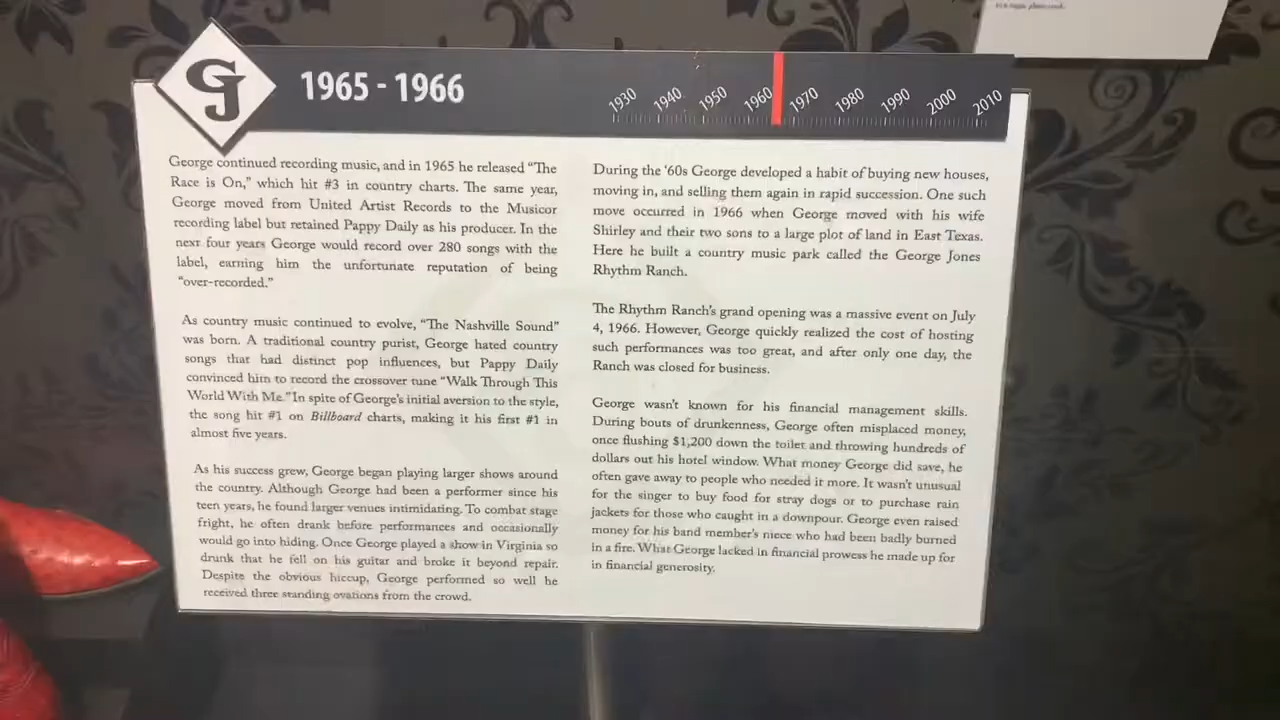 GJ
1965 - 1966
1930 1940 1950 1960 1970 1980 1990 2000 2010
George continued recording music, and in 1965 he released “The
Race is On,” which hit #3 in country charts. The same year,
George moved from United Artist Records to the Musicor
recording label but retained Pappy Daily as his producer. In the
next four years George would record over 280 songs with the
label, earning him the unfortunate reputation of being
“over-recorded.”
As country music continued to evolve, “The Nashville Sound”
was born. A traditional country purist, George hated country
songs that had distinct pop influences, but Pappy Daily
convinced him to record the crossover tune “Walk Through This
World With Me.” In spite of George’s initial aversion to the style,
the song hit #1 on Billboard charts, making it his first #1 in
almost five years.
As his success grew, George began playing larger shows around
the country. Although George had been a performer since his
teen years, he found larger venues intimidating. To combat stage
fright, he often drank before performances and occasionally
would go into hiding. Once George played a show in Virginia so
drunk that he fell on his guitar and broke it beyond repair.
Despite the obvious hiccup, George performed so well he
received three standing ovations from the crowd.
During the ‘60s George developed a habit of buying new houses,
moving in, and selling them again in rapid succession. One such
move occurred in 1966 when George moved with his wife
Shirley and their two sons to a large plot of land in East Texas.
Here he built a country music park called the George Jones
Rhythm Ranch.
The Rhythm Ranch’s grand opening was a massive event on July
4, 1966. However, George quickly realized the cost of hosting
such performances was too great, and after only one day, the
Ranch was closed for business.
George wasn’t known for his financial management skills.
During bouts of drunkenness, George often misplaced money,
once flushing $1,200 down the toilet and throwing hundreds of
dollars out his hotel window. What money George did save, he
often gave away to people who needed it more. It wasn’t unusual
for the singer to buy food for stray dogs or to purchase rain
jackets for those who caught in a downpour. George even raised
money for his band member’s niece who had been badly burned
in a fire. What George lacked in financial prowess he made up for
in financial generosity.